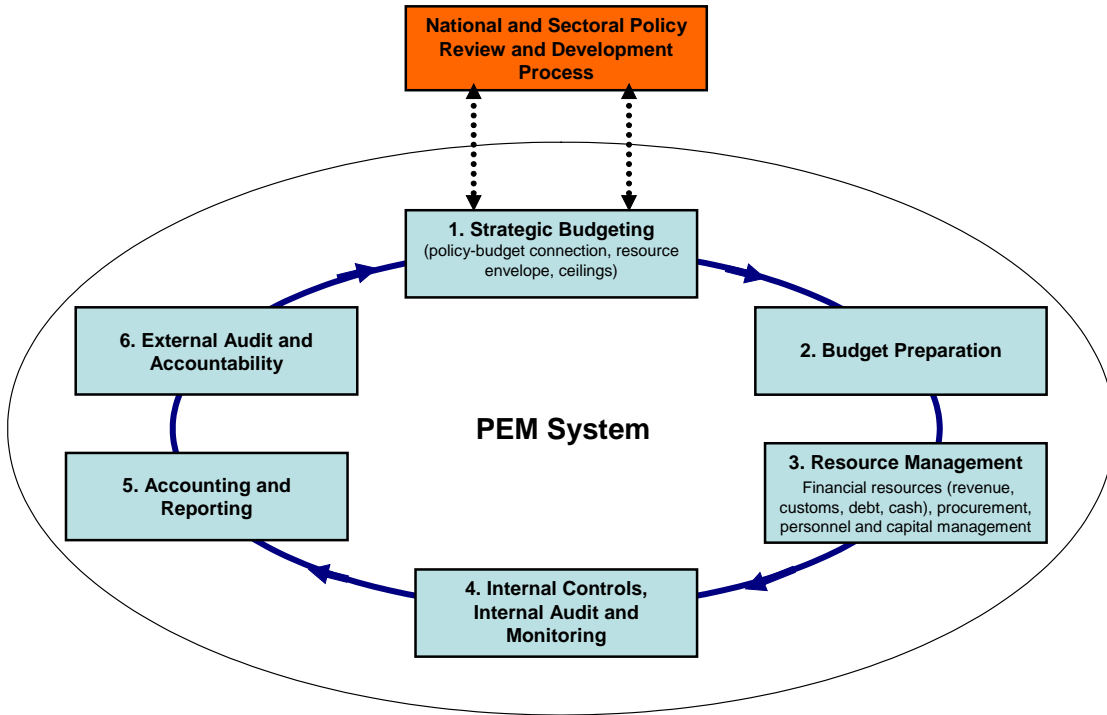 National and Sectoral Policy
Review and Development
Process
1. Strategic Budgeting
(policy-budget connection, resource
envelope, ceilings)
6. External Audit and
Accountability
2. Budget Preparation
PEM System
3. Resource Management
Financial resources (revenue,
customs, debt, cash), procurement,
personnel and capital management
5. Accounting and
Reporting
4. Internal Controls,
Internal Audit and
Monitoring